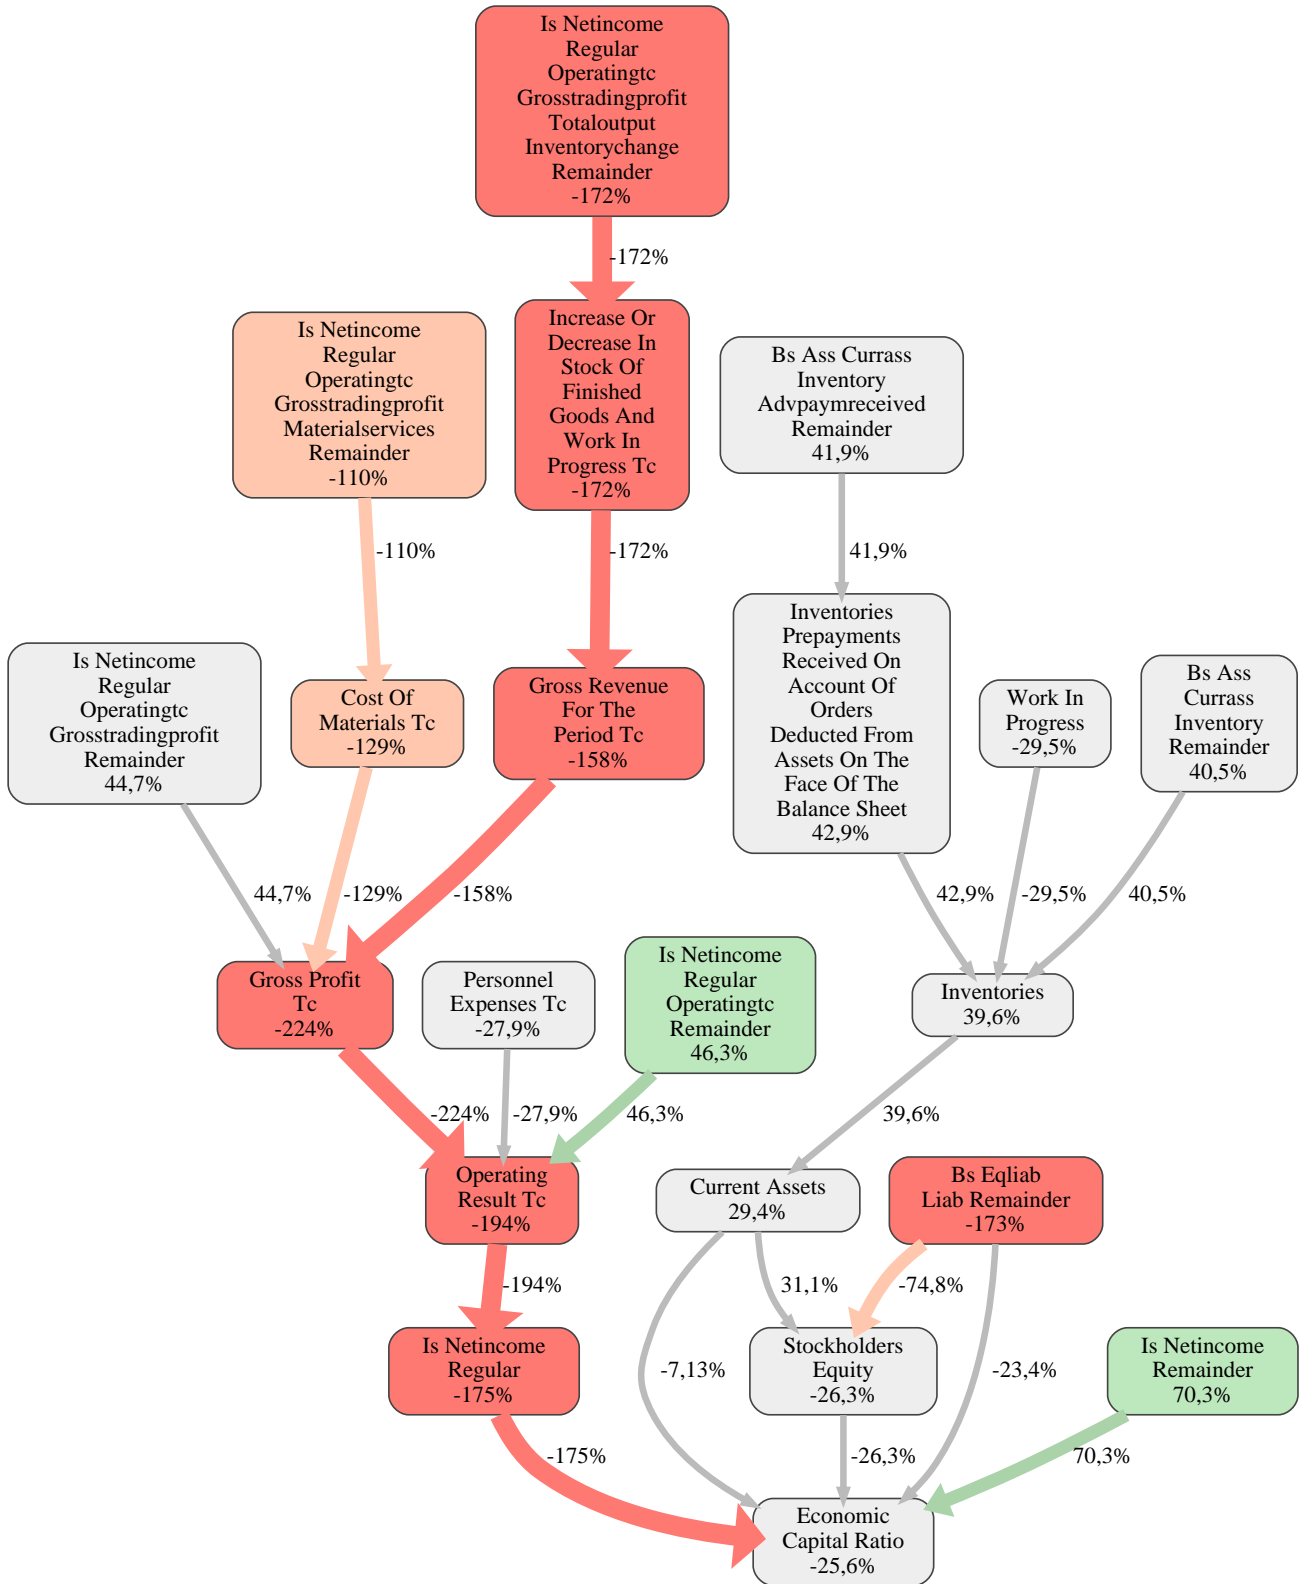 Is Netincome
Regular
Operatingtc
Grosstradingprofit
Totaloutput
Inventorychange
Remainder
-172%
-172%
Is Netincome
Regular
Operatingtc
Grosstradingprofit
Materialservices
Remainder
-110%
Increase Or
Decrease In
Stock Of
Finished
Goods And
Work In
Progress Tc
-172%
Bs Ass Currass
Inventory
Advpaymreceived
Remainder
41,9%
-110%
-172%
41,9%
Is Netincome
Regular
Operatingtc
Grosstradingprofit
Remainder
44,7%
Cost Of
Materials Tc
-129%
Gross Revenue
For The
Period Tc
-158%
Inventories
Prepayments
Received On
Account Of
Orders
Deducted From
Assets On The
Face Of The
Balance Sheet
42,9%
Work In
Progress
-29,5%
Bs Ass
Currass
Inventory
Remainder
40,5%
44,7%
-129%
-158%
42,9%
-29,5%
40,5%
Gross Profit
Tc
-224%
Personnel
Expenses Tc
-27,9%
Is Netincome
Regular
Operatingtc
Remainder
46,3%
Inventories
39,6%
-224%
-27,9%
46,3%
39,6%
Operating
Result Tc
-194%
Current Assets
29,4%
Bs Eqliab
Liab Remainder
-173%
-194%
31,1%
-74,8%
Is Netincome
Regular
-175%
-7,13%
Stockholders
Equity
-26,3%
-23,4%
Is Netincome
Remainder
70,3%
-175%
-26,3%
70,3%
Economic
Capital Ratio
-25,6%